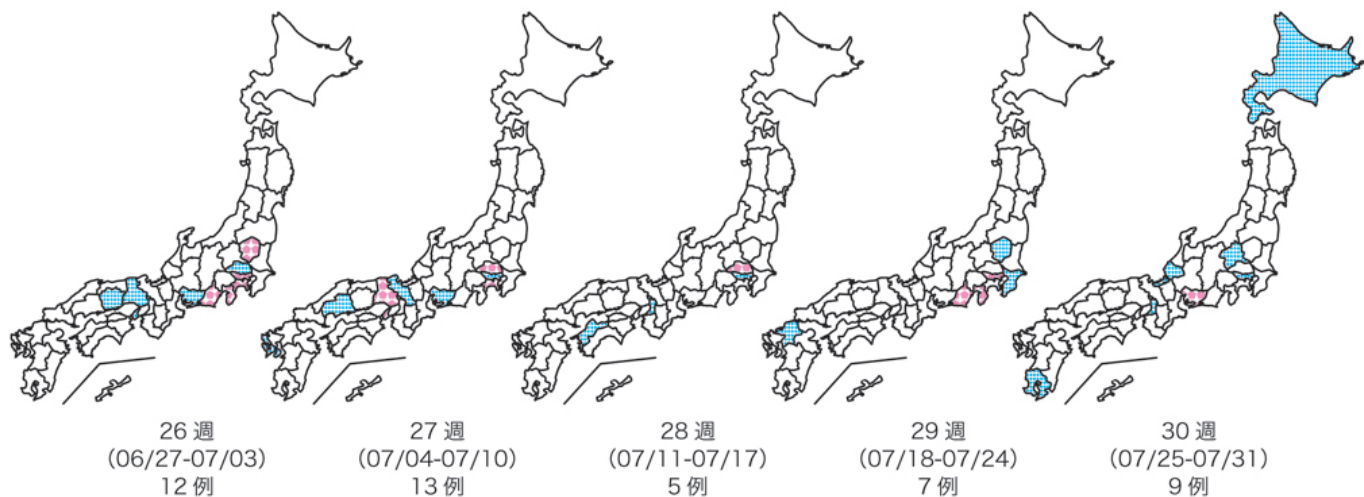 26 週
(06/27-07/03)
12 例
27 週
(07/04-07/10)
13 例
28 週
(07/11-07/17)
5 例
29 週
(07/18-07/24)
7 例
30 週
(07/25-07/31)
9 例